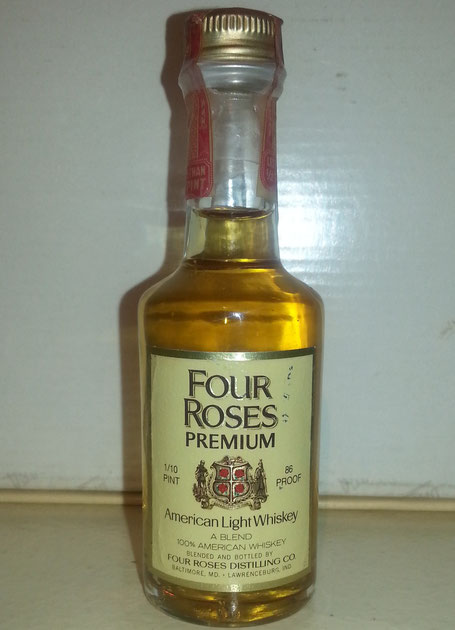 FOUR
ROSES
PREMIUM
1/10
PINT
86
PROOF
American Light Whiskey
A BLEND
100% AMERICAN WHISKEY
BLENDED AND BOTTLED BY
FOUR ROSES DISTILLING CO.
BALTIMORE, MD. • LAWRENCEBURG, IND.